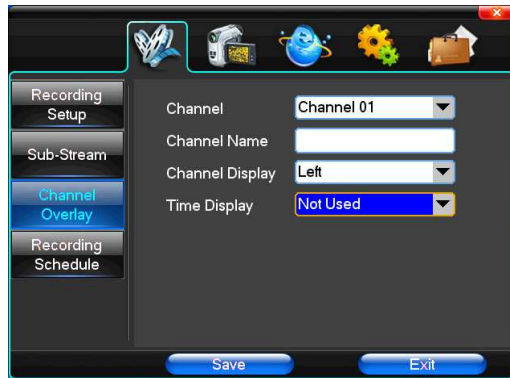 Recording
Setup
Sub-Stream
Channel
Overlay
Recording
Schedule
Channel
Channel 01
Channel Name
Channel Display
Left
Time Display
Not Used
Save
Exit